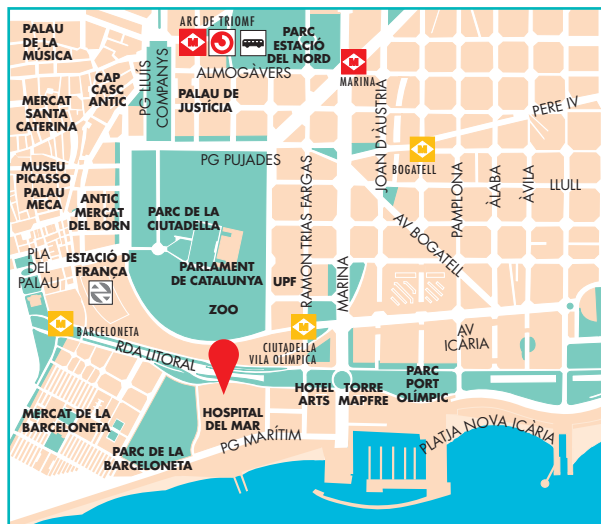 PALAU
DE LA
MÚSICA
ARC DE TRIOMF
M
PARC
ESTACIÓ
DEL NORD
M
MARINA
ALMOGÀVERS
CAP
CASC
ANTIC
PG LLUÍS
COMPANYS
PALAU DE
JUSTÍCIA
MERCAT
SANTA
CATERINA
JOAN D'ÀUSTRIA
PERE IV
M
BOGATELL
PG PUJADES
MUSEU
PICASSO
PALAU
MECA
ANTIC
MERCAT
DEL BORN
PARC DE LA
CIUTADELLA
RAMON TRIAS FARGAS
PAMPLONA
ÀLABA
ÀVILA
LLULL
AV BOGATELL
PLA
DEL
PALAU
ESTACIÓ DE
FRANÇA
PARLAMENT
DE CATALUNYA
UPF
MARINA
ZOO
M
BARCELONETA
RDA LITORAL
M
CIUTADELLA
VILA OLÍMPICA
AV
ICÀRIA
HOTEL
ARTS
TORRE
MAPFRE
PARC
PORT
OLÍMPIC
MERCAT DE LA
BARCELONETA
HOSPITAL
DEL MAR
PG MARÍTIM
PLATJA NOVA ICÀRIA
PARC DE LA
BARCELONETA